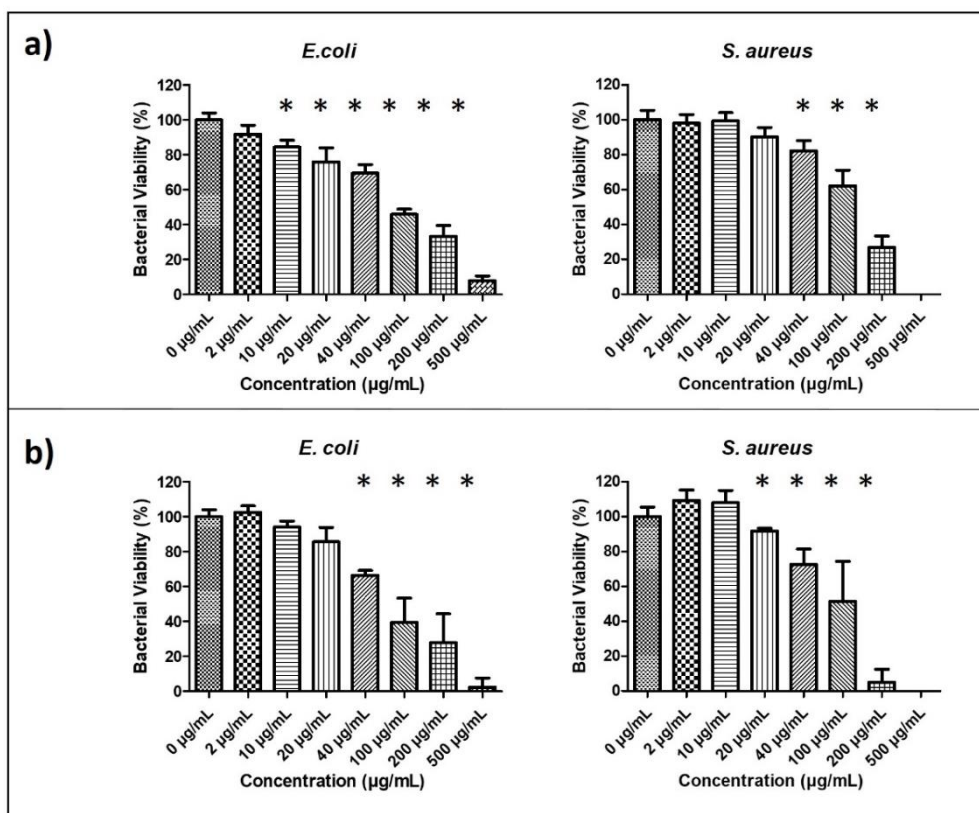 a)
E.coli
* * * * * *
Bacterial Viability (%)
120
100
80
60
40
20
0
0 µg/mL
2 µg/mL
10 µg/mL
20 µg/mL
40 µg/mL
100 µg/mL
200 µg/mL
500 µg/mL
Concentration (µg/mL)
S. aureus
* * *
Bacterial Viability (%)
120
100
80
60
40
20
0
0 µg/mL
2 µg/mL
10 µg/mL
20 µg/mL
40 µg/mL
100 µg/mL
200 µg/mL
500 µg/mL
Concentration (µg/mL)
b)
E. coli
* * * *
Bacterial Viability (%)
120
100
80
60
40
20
0
0 µg/mL
2 µg/mL
10 µg/mL
20 µg/mL
40 µg/mL
100 µg/mL
200 µg/mL
500 µg/mL
Concentration (µg/mL)
S. aureus
* * * *
Bacterial Viability (%)
120
100
80
60
40
20
0
0 µg/mL
2 µg/mL
10 µg/mL
20 µg/mL
40 µg/mL
100 µg/mL
200 µg/mL
500 µg/mL
Concentration (µg/mL)